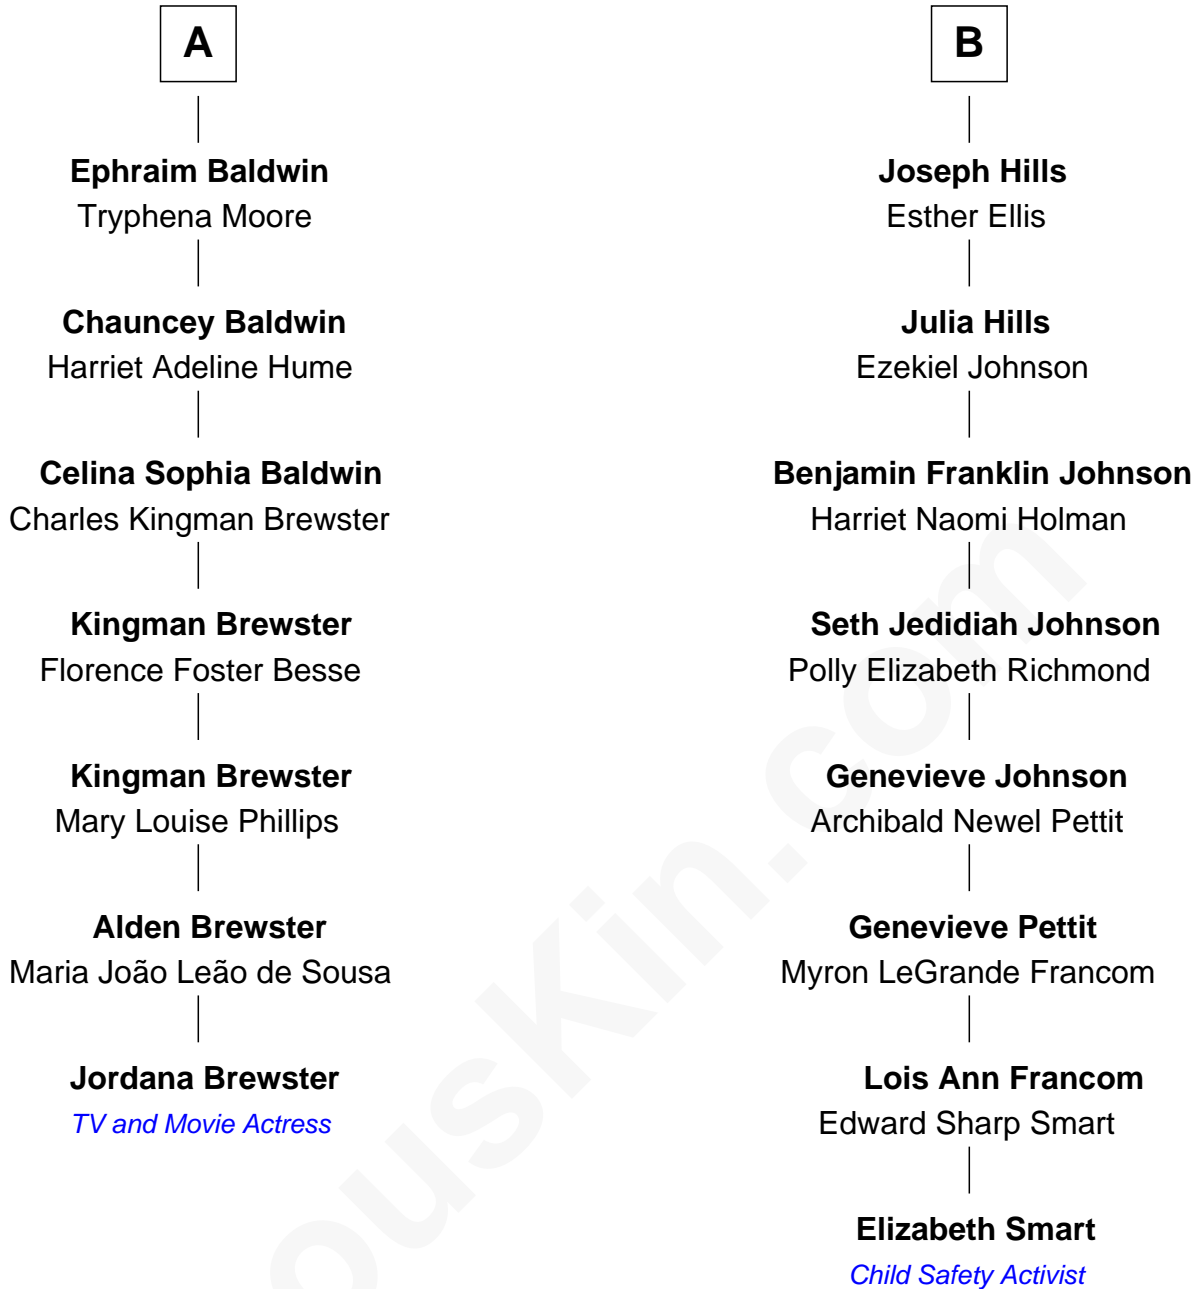 A
Ephraim Baldwin
Tryphena Moore
Chauncey Baldwin
Harriet Adeline Hume
Celina Sophia Baldwin
Charles Kingman Brewster
Kingman Brewster
Florence Foster Besse
Kingman Brewster
Mary Louise Phillips
Alden Brewster
Maria João Leão de Sousa
Jordana Brewster
TV and Movie Actress
B
Joseph Hills
Esther Ellis
Julia Hills
Ezekiel Johnson
Benjamin Franklin Johnson
Harriet Naomi Holman
Seth Jedidiah Johnson
Polly Elizabeth Richmond
Genevieve Johnson
Archibald Newel Pettit
Genevieve Pettit
Myron LeGrande Francom
Lois Ann Francom
Edward Sharp Smart
Elizabeth Smart
Child Safety Activist
ousKin.com